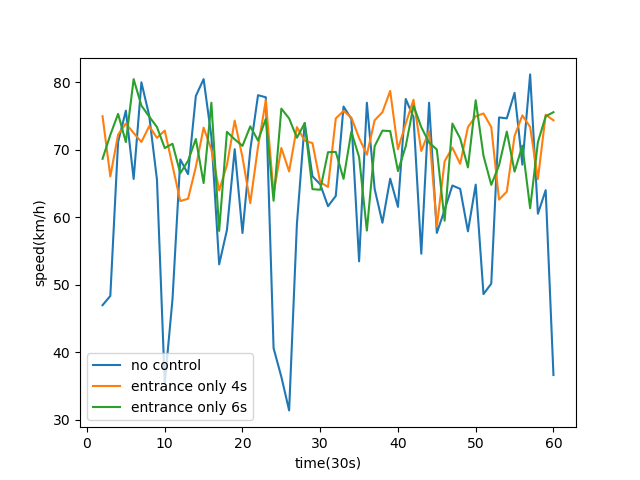 80
70
60
50
40
30
speed(km/h)
no control
entrance only 4s
entrance only 6s
0 10 20 30 40 50 60
time(30s)